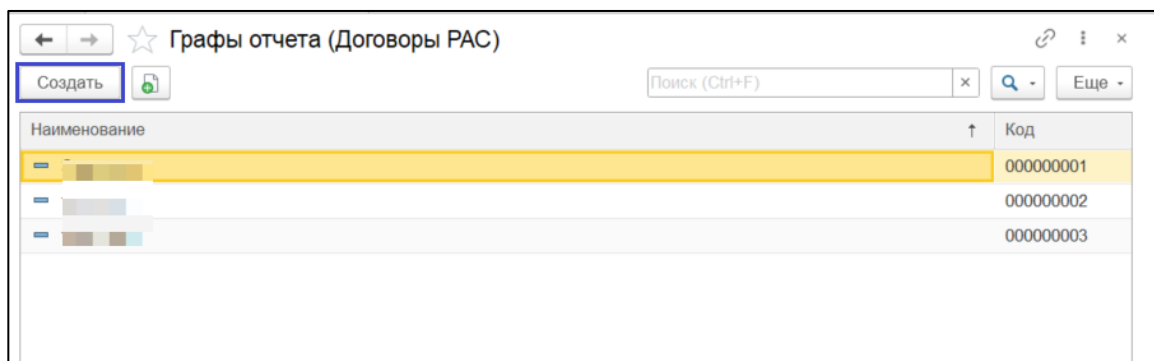 Графы отчета (Договоры РАС)
Создать Поиск (Ctrl+F) Еще
Наименование Код
000000001
000000002
000000003